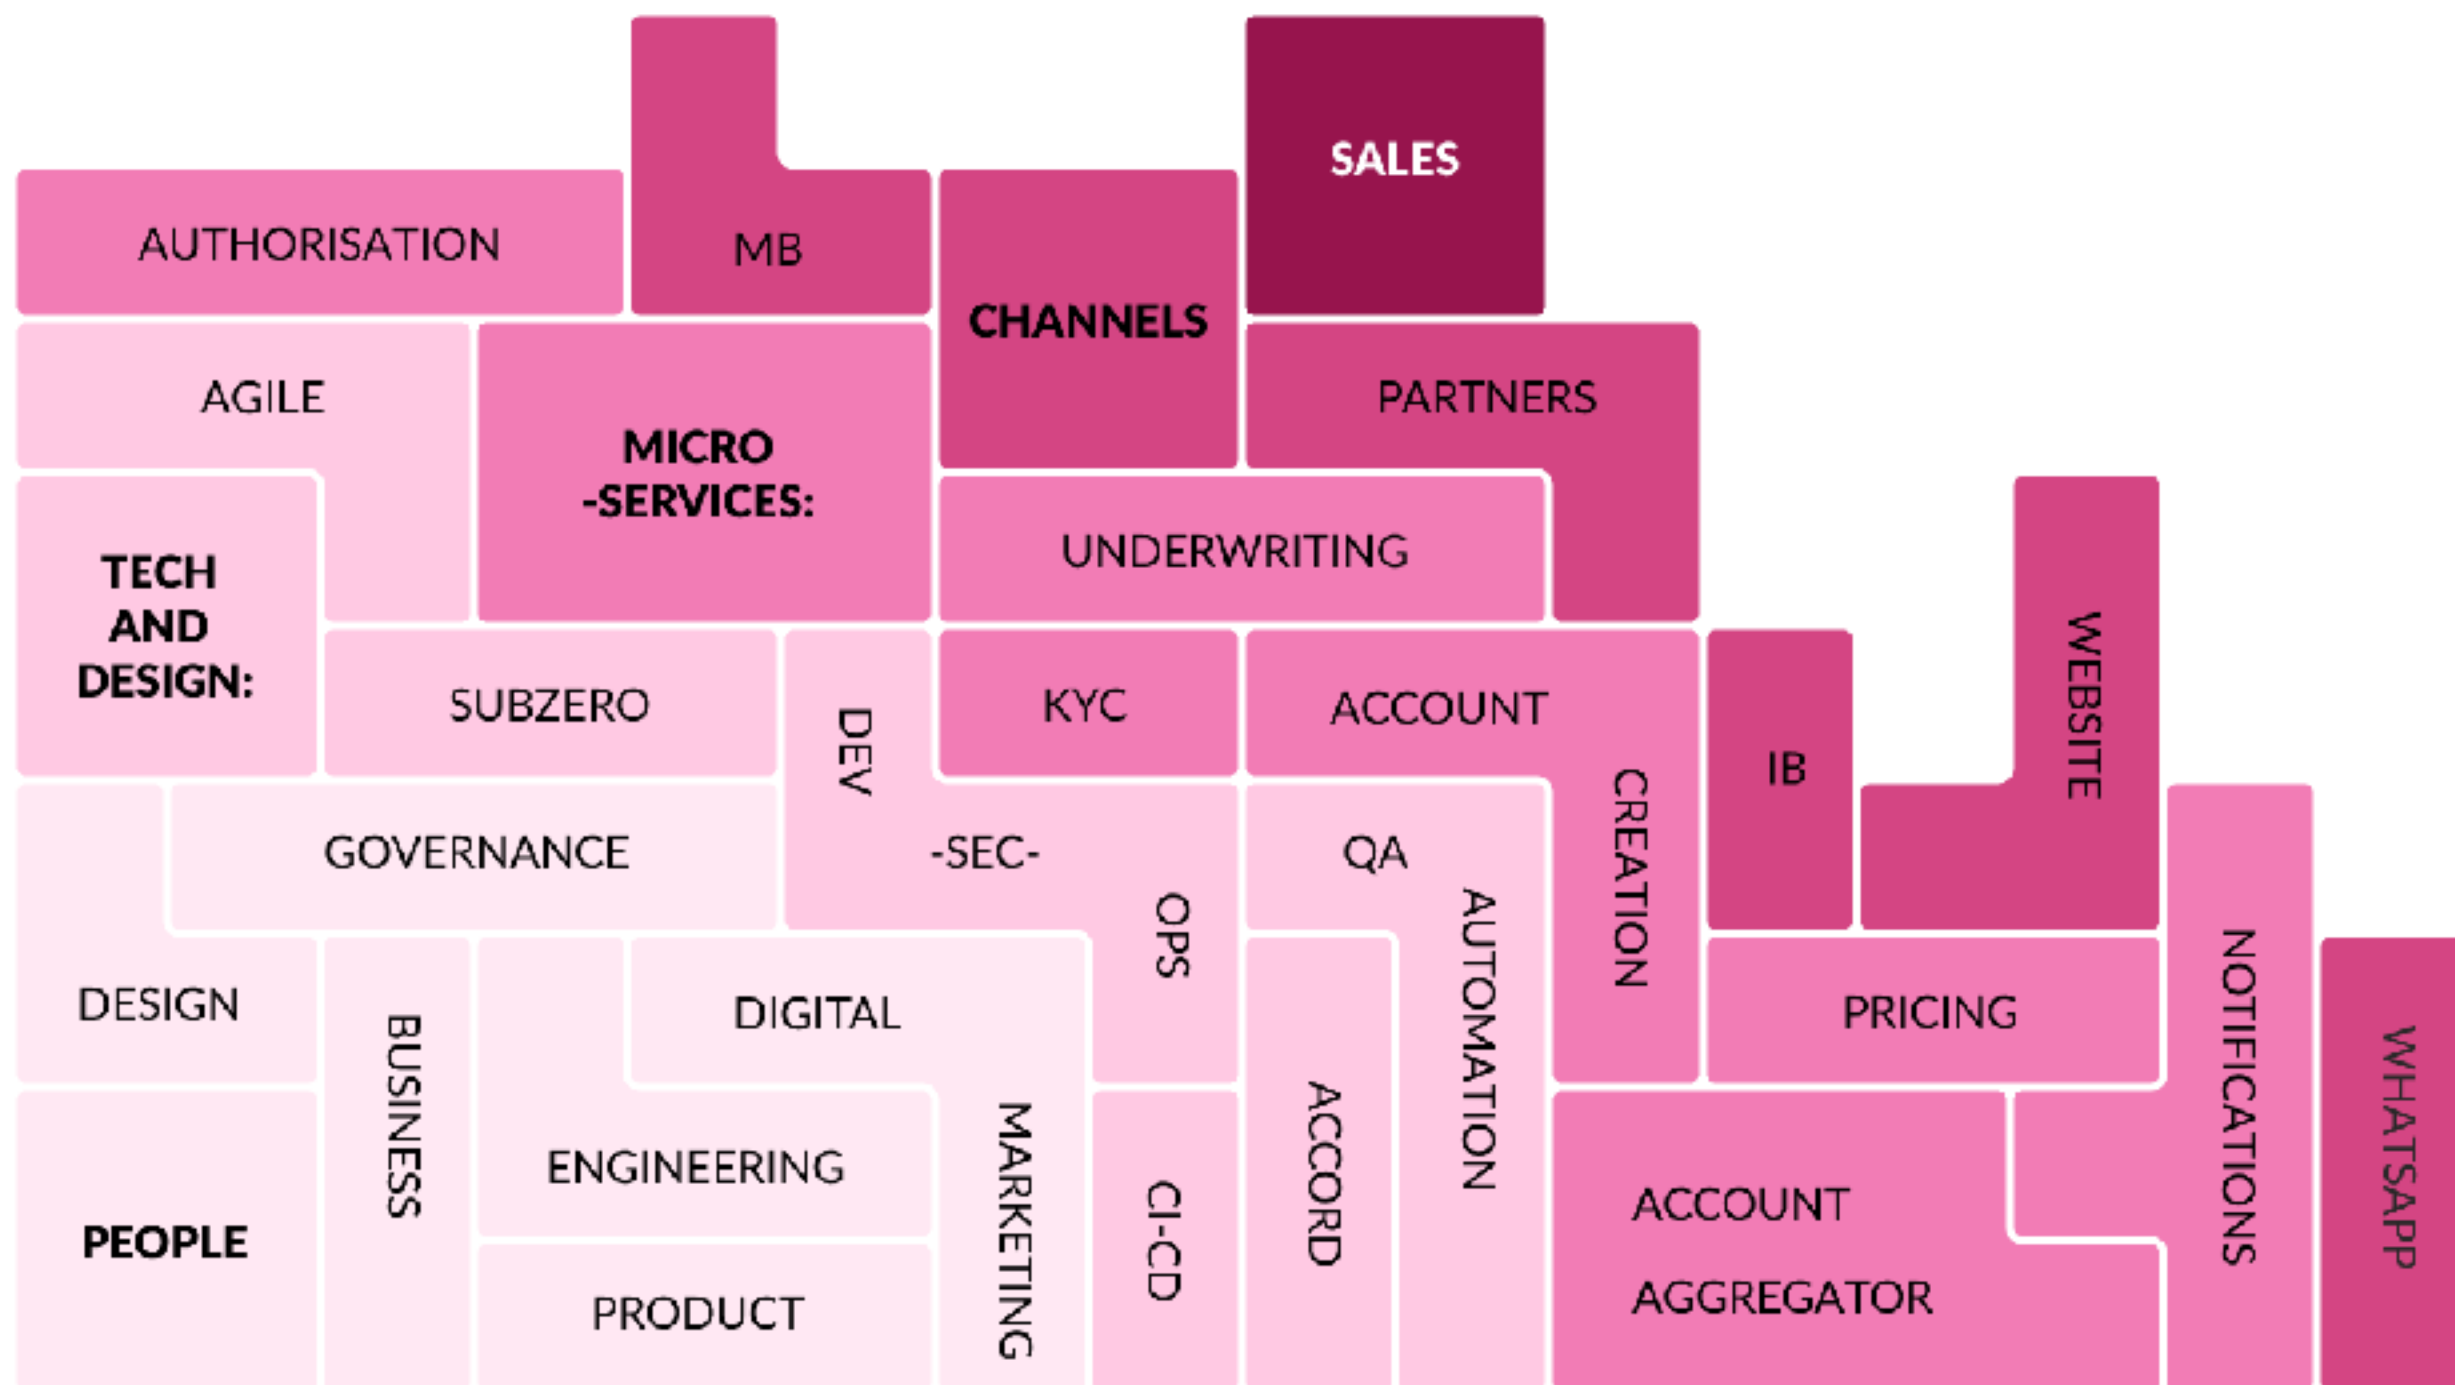 SALES
AUTHORISATION
MB
CHANNELS
AGILE
MICRO
-SERVICES:
PARTNERS
UNDERWRITING
TECH
AND
DESIGN:
SUBZERO
DEV
-SEC-
OPS
KYC
ACCOUNT
CREATION
IB
WEBSITE
GOVERNANCE
QA
AUTOMATION
DESIGN
BUSINESS
DIGITAL
MARKETING
PRICING
NOTIFICATIONS
WHATSAPP
ENGINEERING
CI-CD
ACCORD
ACCOUNT
AGGREGATOR
PEOPLE
PRODUCT